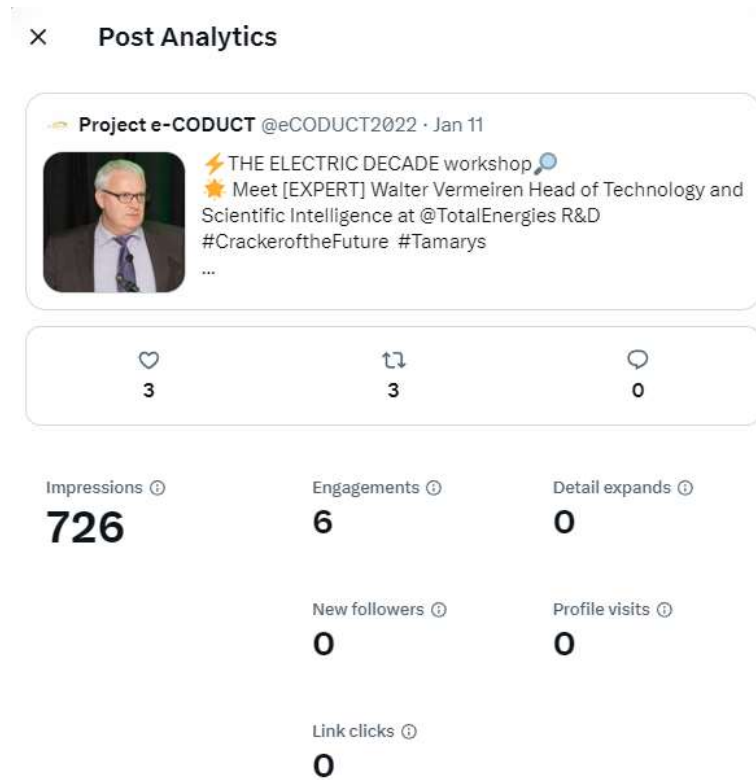 Post Analytics
Project e-CODUCT @eCODUCT2022 · Jan 11
⚡THE ELECTRIC DECADE workshop🔎
🌟 Meet [EXPERT] Walter Vermeiren Head of Technology and
Scientific Intelligence at @TotalEnergies R&D
#CrackeroftheFuture #Tamarys
...
3 3 0
Impressions Engagements Detail expands
726 6 0
New followers Profile visits
0 0
Link clicks
0